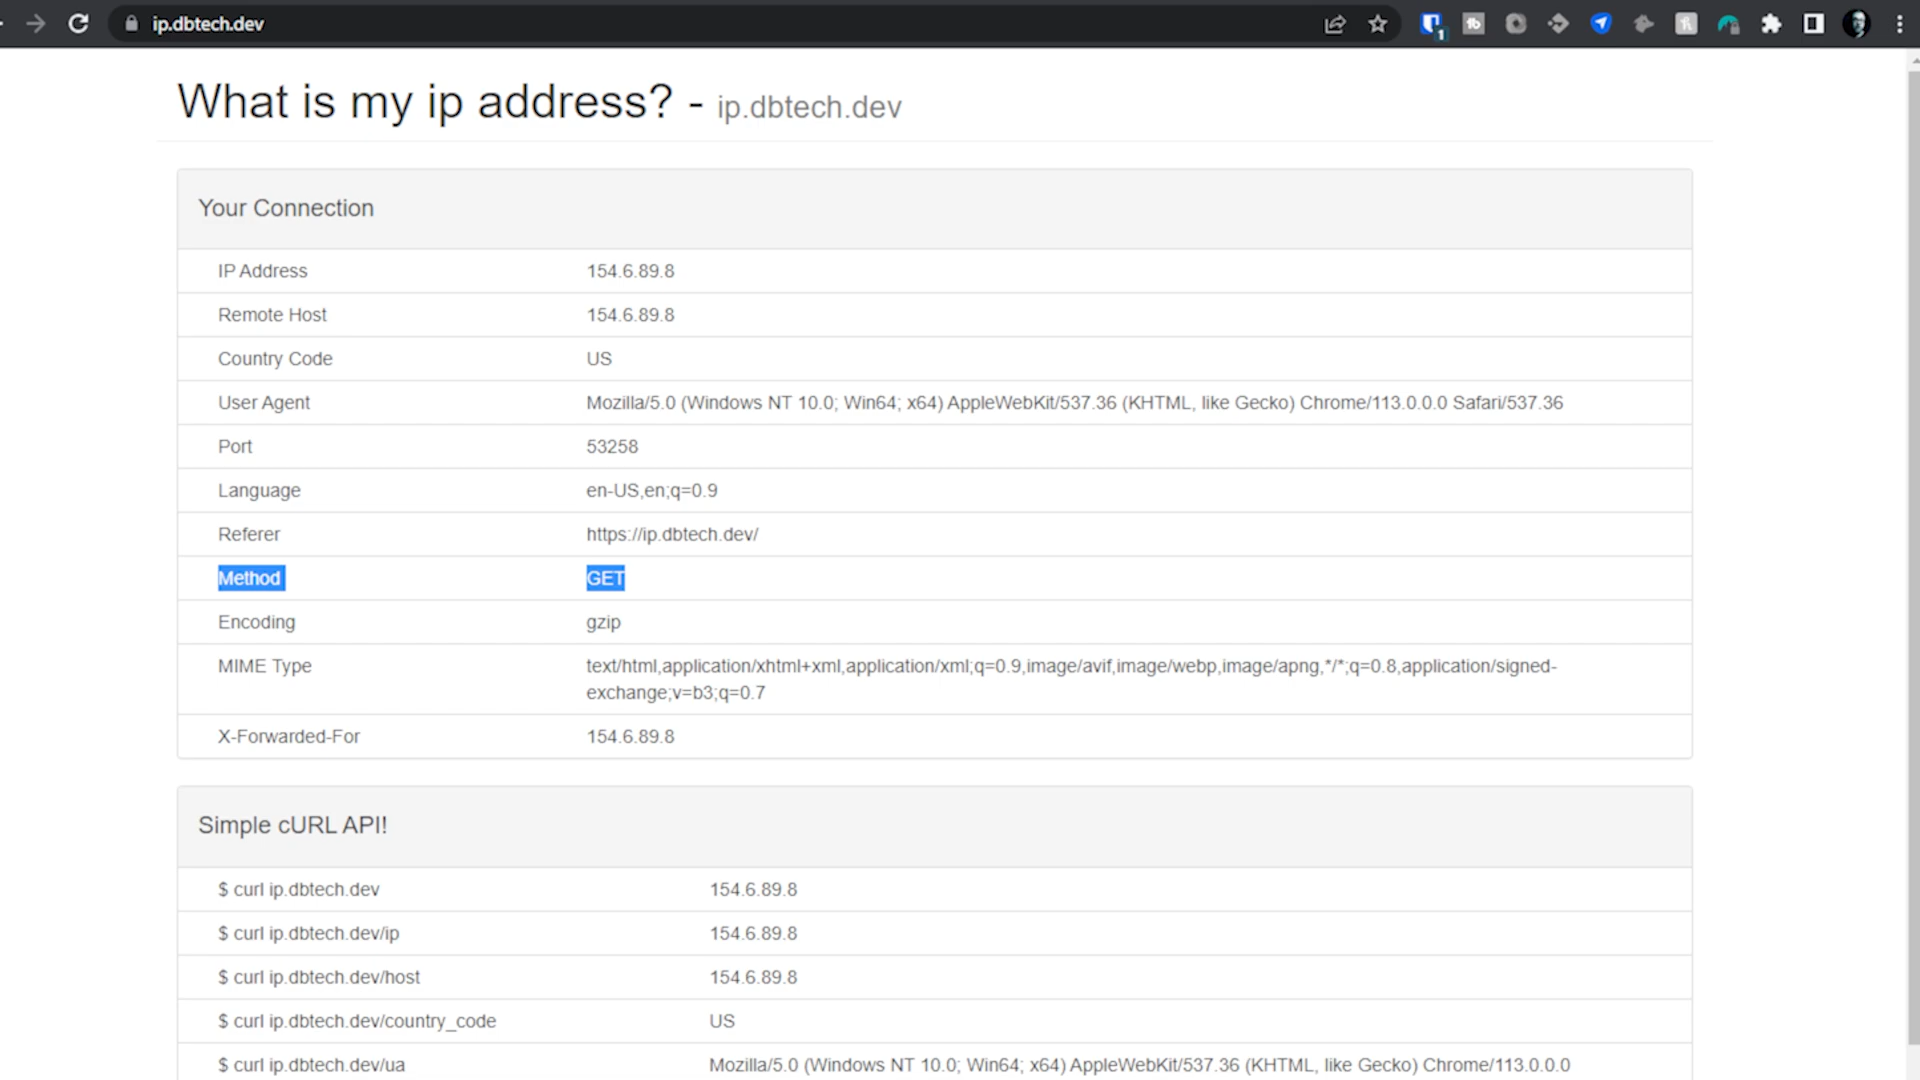 ip.dbtech.dev
1
What is my ip address? - ip.dbtech.dev
Your Connection
IP Address 154.6.89.8
Remote Host 154.6.89.8
Country Code US
User Agent Mozilla/5.0 (Windows NT 10.0; Win64; x64) AppleWebKit/537.36 (KHTML, like Gecko) Chrome/113.0.0.0 Safari/537.36
Port 53258
Language en-US,en;q=0.9
Referer https://ip.dbtech.dev/
Method GET
Encoding gzip
MIME Type text/html,application/xhtml+xml,application/xml;q=0.9,image/avif,image/webp,image/apng,*/*;q=0.8,application/signed-
exchange;v=b3;q=0.7
X-Forwarded-For 154.6.89.8
Simple cURL API!
$ curl ip.dbtech.dev 154.6.89.8
$ curl ip.dbtech.dev/ip 154.6.89.8
$ curl ip.dbtech.dev/host 154.6.89.8
$ curl ip.dbtech.dev/country_code US
$ curl ip.dbtech.dev/ua Mozilla/5.0 (Windows NT 10.0; Win64; x64) AppleWebKit/537.36 (KHTML, like Gecko) Chrome/113.0.0.0